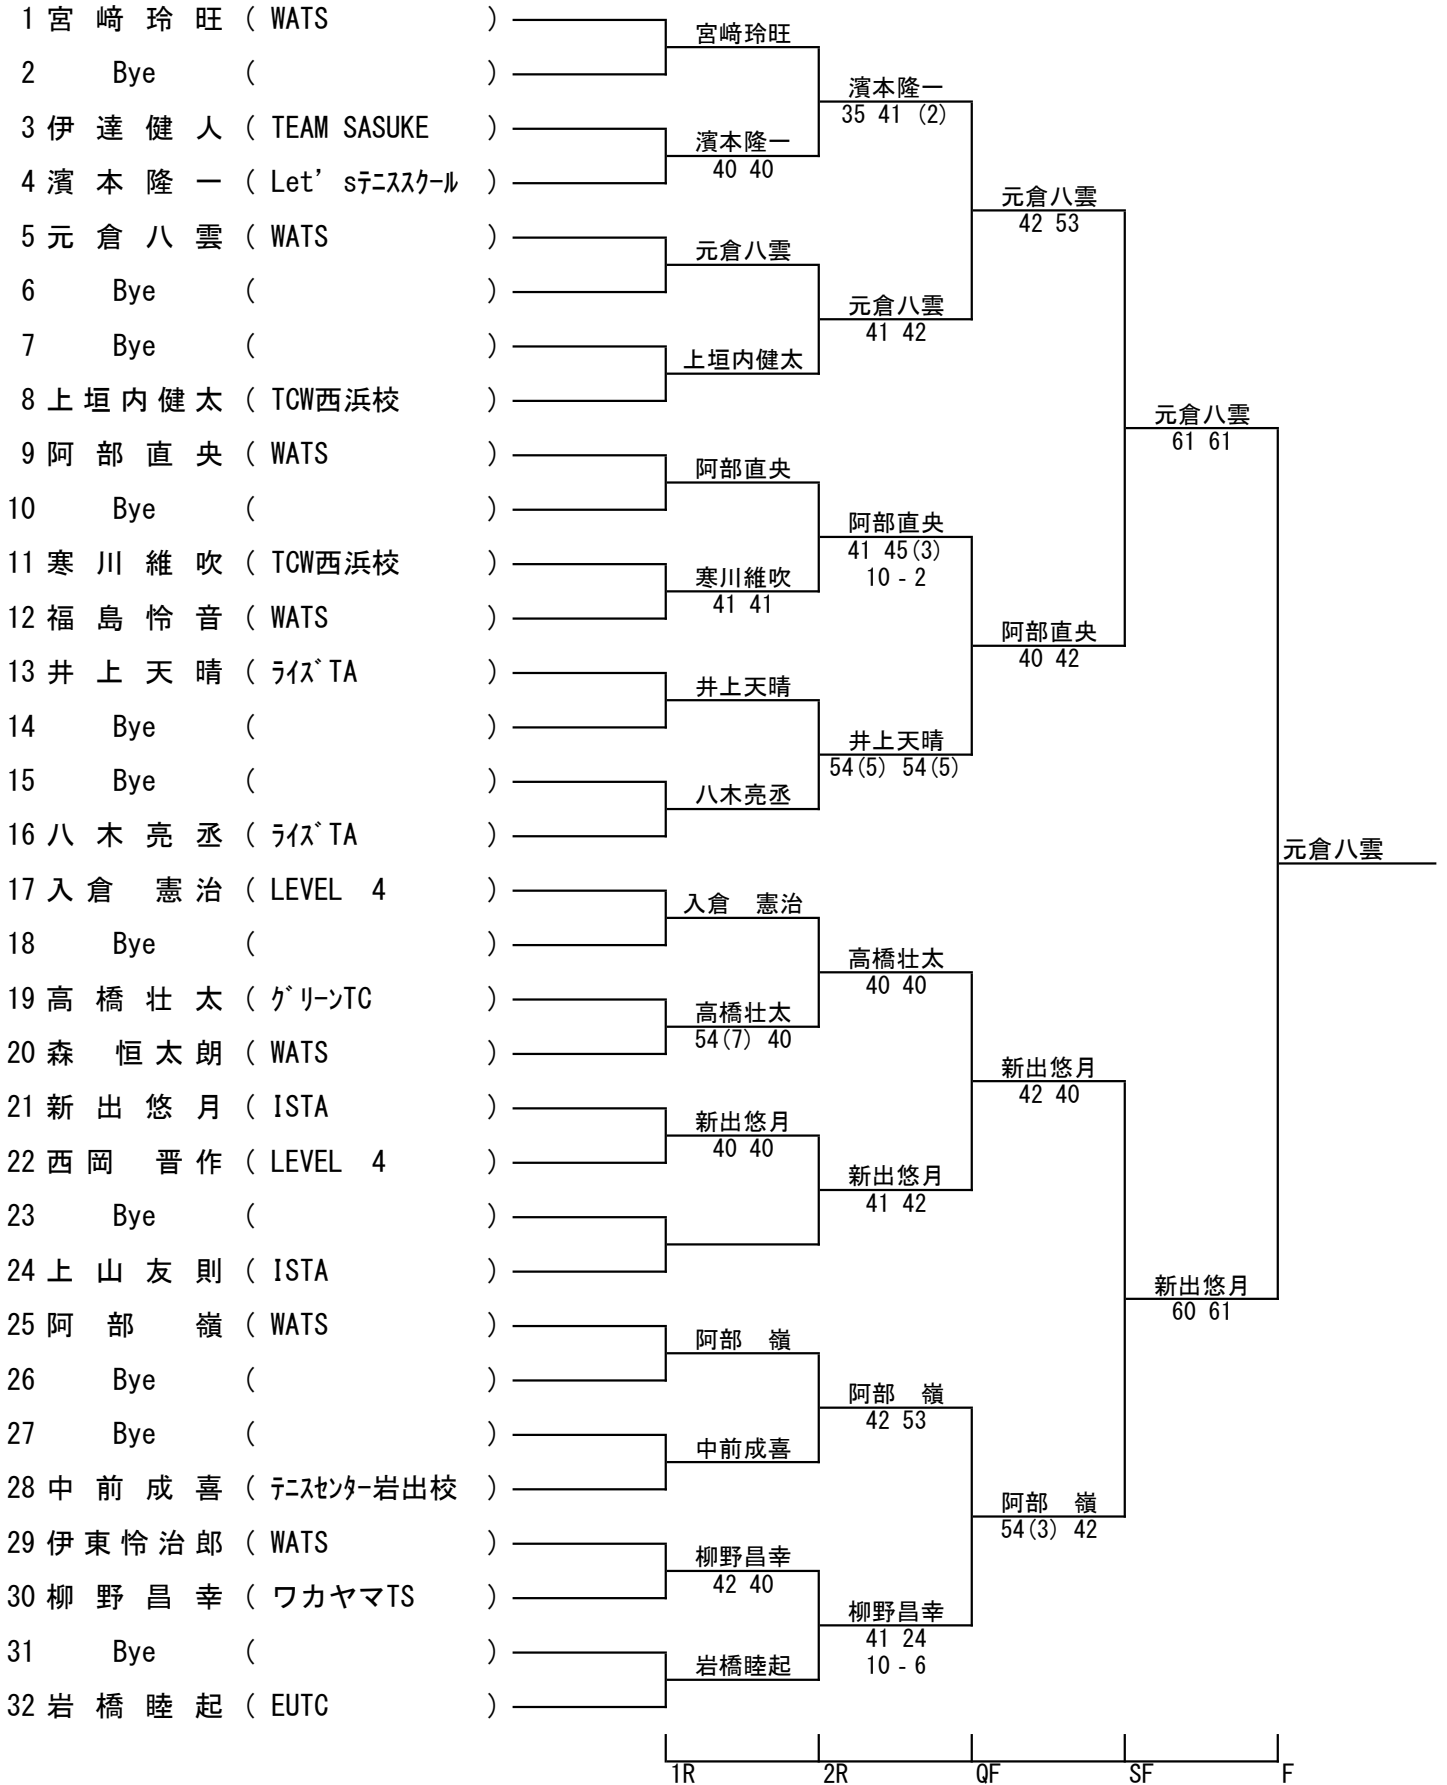 1 宮﨑玲旺 ( WATS )
2 Bye ( )
3 伊達健人 ( TEAM SASUKE )
4 濱本隆一 ( Let’sﾃﾆｽｽｸｰﾙ )
5 元倉八雲 ( WATS )
6 Bye ( )
7 Bye ( )
8 上垣内健太 ( TCW西浜校 )
9 阿部直央 ( WATS )
10 Bye ( )
11 寒川維吹 ( TCW西浜校 )
12 福島怜音 ( WATS )
13 井上天晴 ( ﾗｲｽﾞTA )
14 Bye ( )
15 Bye ( )
16 八木亮丞 ( ﾗｲｽﾞTA )
17 入倉 憲治 ( LEVEL 4 )
18 Bye ( )
19 高橋壮太 ( ｸﾞﾘｰﾝTC )
20 森 恒太朗 ( WATS )
21 新出悠月 ( ISTA )
22 西岡 晋作 ( LEVEL 4 )
23 Bye ( )
24 上山友則 ( ISTA )
25 阿部 嶺 ( WATS )
26 Bye ( )
27 Bye ( )
28 中前成喜 ( ﾃﾆｽｾﾝﾀｰ岩出校 )
29 伊東怜治郎 ( WATS )
30 柳野昌幸 ( ワカヤマTS )
31 Bye ( )
32 岩橋睦起 ( EUTC )
宮﨑玲旺
濱本隆一
40 40
元倉八雲
上垣内健太
阿部直央
寒川維吹
41 41
井上天晴
八木亮丞
入倉 憲治
高橋壮太
54(7) 40
新出悠月
40 40
阿部 嶺
中前成喜
柳野昌幸
42 40
岩橋睦起
濱本隆一
35 41 (2)
元倉八雲
41 42
阿部直央
41 45(3)
10 - 2
井上天晴
54(5) 54(5)
高橋壮太
40 40
新出悠月
41 42
阿部 嶺
42 53
柳野昌幸
41 24
10 - 6
元倉八雲
42 53
阿部直央
40 42
新出悠月
42 40
阿部 嶺
54(3) 42
元倉八雲
61 61
新出悠月
60 61
元倉八雲
1R 2R QF SF F